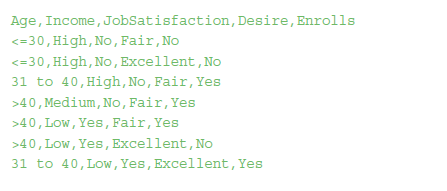 Age,Income,JobSatisfaction,Desire,Enrolls
<=30,High,No,Fair,No
<=30,High,No,Excellent,No
31 to 40,High,No,Fair,Yes
>40,Medium,No,Fair,Yes
>40,Low,Yes,Fair,Yes
>40,Low,Yes,Excellent,No
31 to 40,Low,Yes,Excellent,Yes